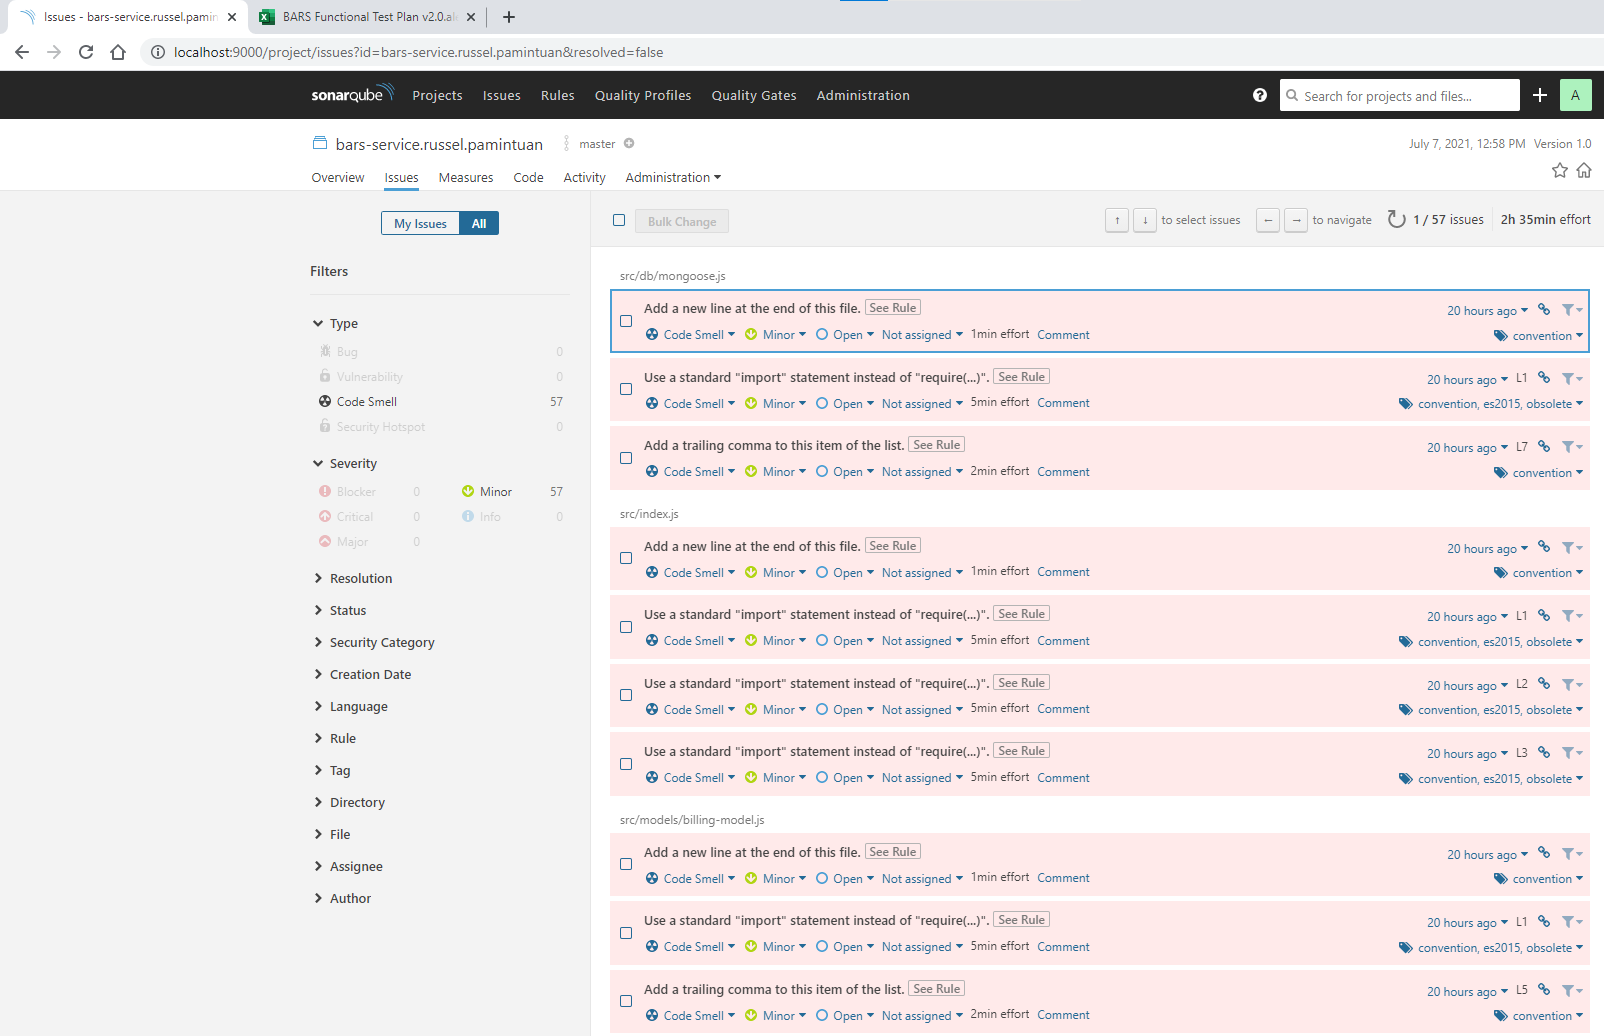 Issues - bars-service.russel.pamin
BARS Functional Test Plan v2.0.al
localhost:9000/project/issues?id=bars-service.russel.pamintuan&resolved=false
sonarqube Projects Issues Rules Quality Profiles Quality Gates Administration
Search for projects and files...
A
bars-service.russel.pamintuan master
July 7, 2021, 12:58 PM Version 1.0
Overview Issues Measures Code Activity Administration
My Issues All
Bulk Change
↑ ↓ to select issues ← → to navigate 1 / 57 issues 2h 35min effort
Filters
Type
Bug 0
Vulnerability 0
Code Smell 57
Security Hotspot 0
Severity
Blocker 0 Minor 57
Critical 0 Info 0
Major 0
Resolution
Status
Security Category
Creation Date
Language
Rule
Tag
Directory
File
Assignee
Author
src/db/mongoose.js
Add a new line at the end of this file. See Rule 20 hours ago
Code Smell Minor Open Not assigned 1min effort Comment convention
Use a standard "import" statement instead of "require(...)". See Rule 20 hours ago L1
Code Smell Minor Open Not assigned 5min effort Comment convention, es2015, obsolete
Add a trailing comma to this item of the list. See Rule 20 hours ago L7
Code Smell Minor Open Not assigned 2min effort Comment convention
src/index.js
Add a new line at the end of this file. See Rule 20 hours ago
Code Smell Minor Open Not assigned 1min effort Comment convention
Use a standard "import" statement instead of "require(...)". See Rule 20 hours ago L1
Code Smell Minor Open Not assigned 5min effort Comment convention, es2015, obsolete
Use a standard "import" statement instead of "require(...)". See Rule 20 hours ago L2
Code Smell Minor Open Not assigned 5min effort Comment convention, es2015, obsolete
Use a standard "import" statement instead of "require(...)". See Rule 20 hours ago L3
Code Smell Minor Open Not assigned 5min effort Comment convention, es2015, obsolete
src/models/billing-model.js
Add a new line at the end of this file. See Rule 20 hours ago
Code Smell Minor Open Not assigned 1min effort Comment convention
Use a standard "import" statement instead of "require(...)". See Rule 20 hours ago L1
Code Smell Minor Open Not assigned 5min effort Comment convention, es2015, obsolete
Add a trailing comma to this item of the list. See Rule 20 hours ago L5
Code Smell Minor Open Not assigned 2min effort Comment convention